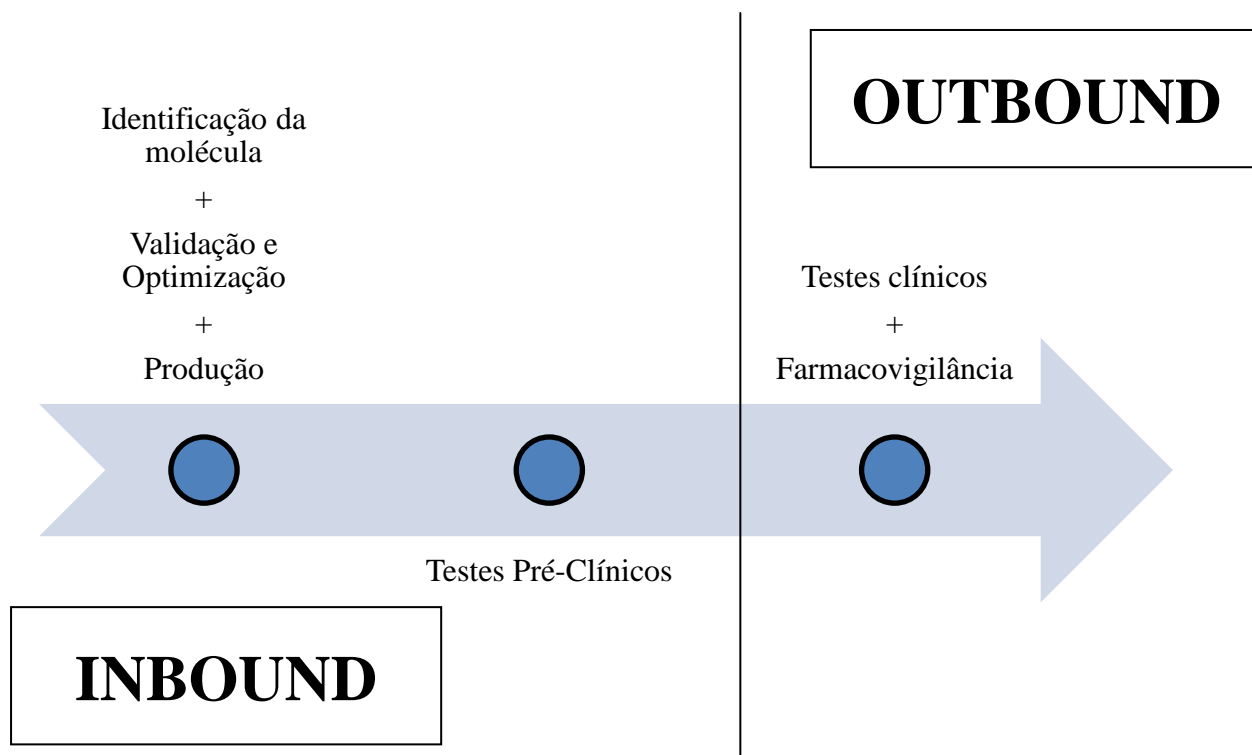 OUTBOUND
Identificação da
molécula
+
Validação e
Optimização
+
Produção
Testes clínicos
+
Farmacovigilância
Testes Pré-Clínicos
INBOUND